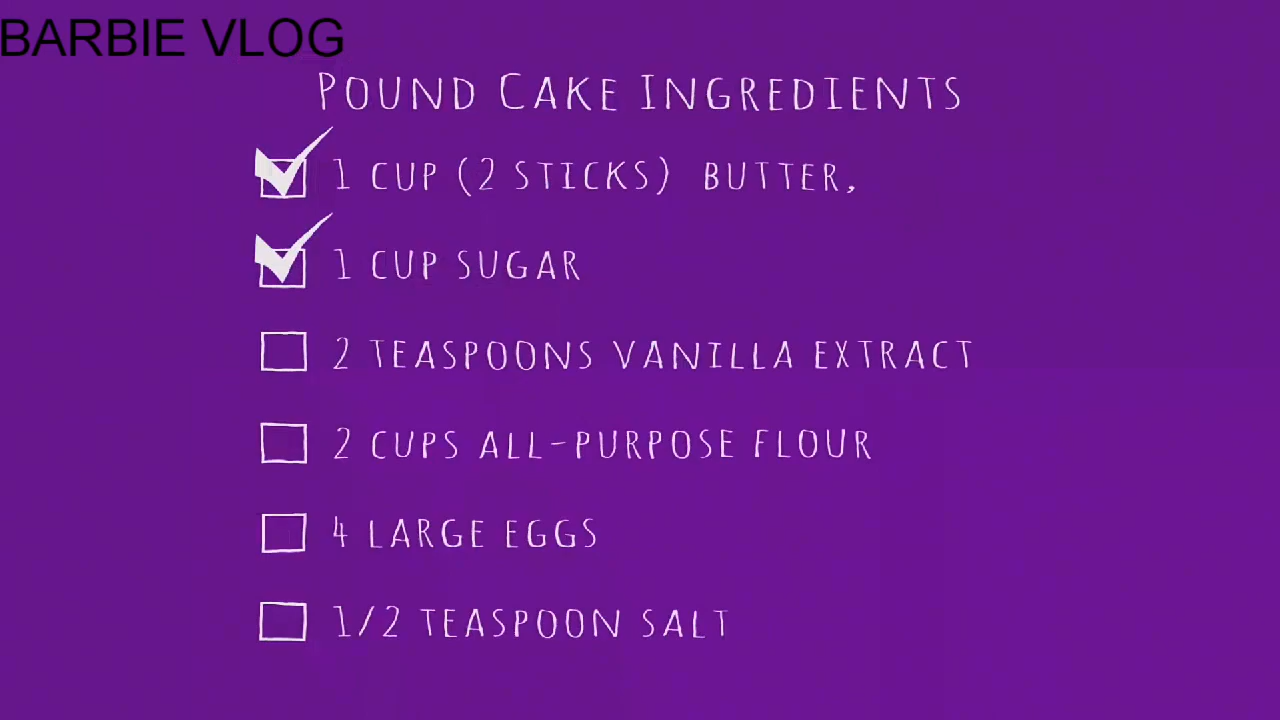 BARBIE VLOG
POUND CAKE INGREDIENTS
1 CUP (2 STICKS) BUTTER,
1 CUP SUGAR
2 TEASPOONS VANILLA EXTRACT
2 CUPS ALL-PURPOSE FLOUR
4 LARGE EGGS
1/2 TEASPOON SALT